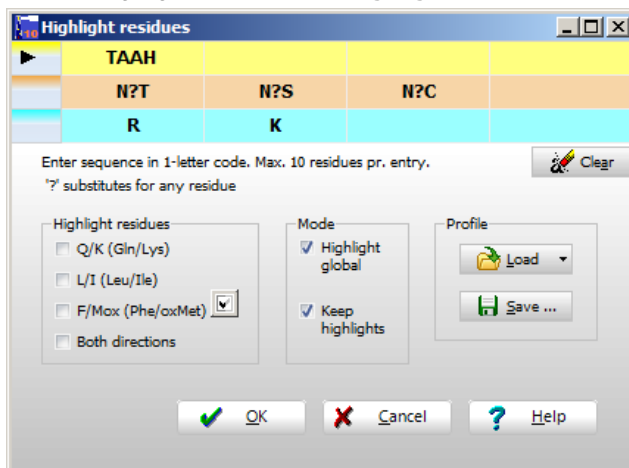 Highlight residues
TAAH
N?T N?S N?C
R K
Enter sequence in 1-letter code. Max. 10 residues pr. entry.
'?' substitutes for any residue
Clear
Highlight residues
Q/K (Gln/Lys)
L/I (Leu/Ile)
F/Mox (Phe/oxMet)
Both directions
Mode
Highlight
global
Keep
highlights
Profile
Load
Save ...
OK Cancel Help